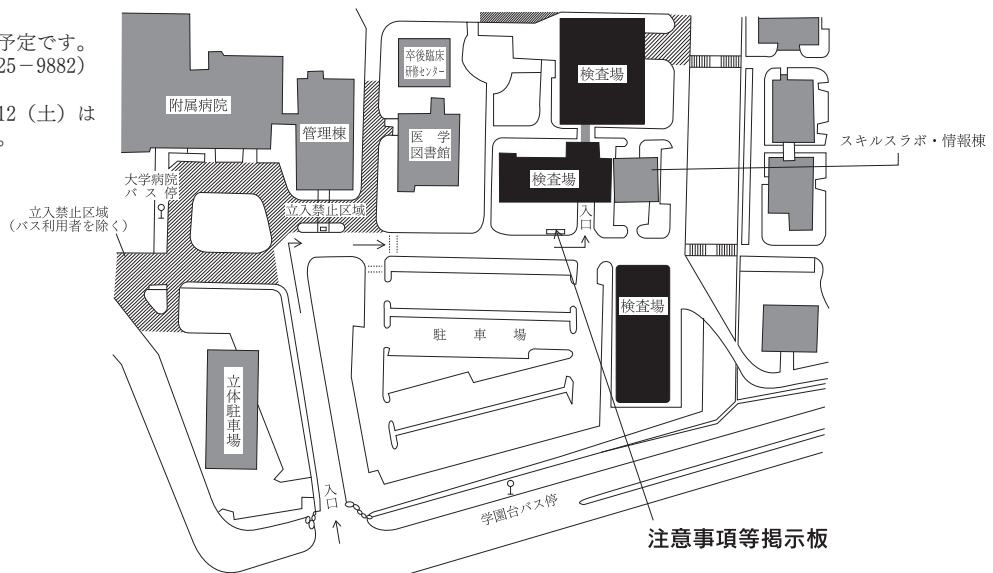 予定です。
25－9882）
12（土）は
。
附属病院
管理棟
卒後臨床
研修センター
医学
図書館
検査場
検査場
スキルスラボ・情報棟
大学病院
バス停
立入禁止区域
（バス利用者を除く）
立入禁止区域
入口
検査場
駐車場
立体駐車場
入口
学園台バス停
注意事項等掲示板